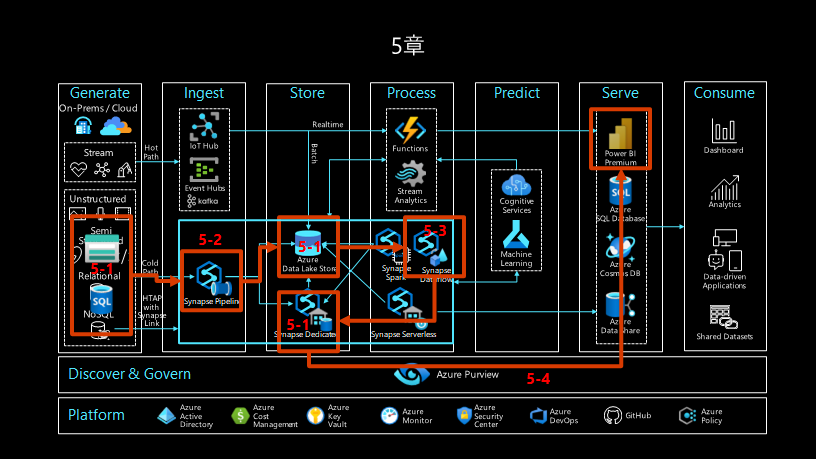 5章
Generate
Ingest
Store
Process
Predict
Serve
Consume
On-Prems / Cloud
Stream
Hot
Path
Unstructured
Semi
5-1
Relational
SQL
NoSQL
Cold
Path
HTAP
with
Synapse
Link
IoT Hub
Event Hubs
kafka
5-2
Synapse Pipeline
Realtime
Batch
5-1
Azure
Data Lake Store
5-1
Synapse Dedicated
Functions
Stream
Analytics
5-3
Synapse
Spark
Synapse
Dataflow
Synapse Serverless
Cognitive
Services
Machine
Learning
Power BI
Premium
SQL
Azure
SQL Database
Azure
Cosmos DB
Azure
Data Share
Dashboard
Analytics
Data-driven
Applications
Shared Datasets
Discover & Govern
Azure Purview
5-4
Platform
Azure
Active
Directory
Azure
Cost
Management
Azure
Key
Vault
Azure
Monitor
Azure
Security
Center
Azure
DevOps
GitHub
Azure
Policy